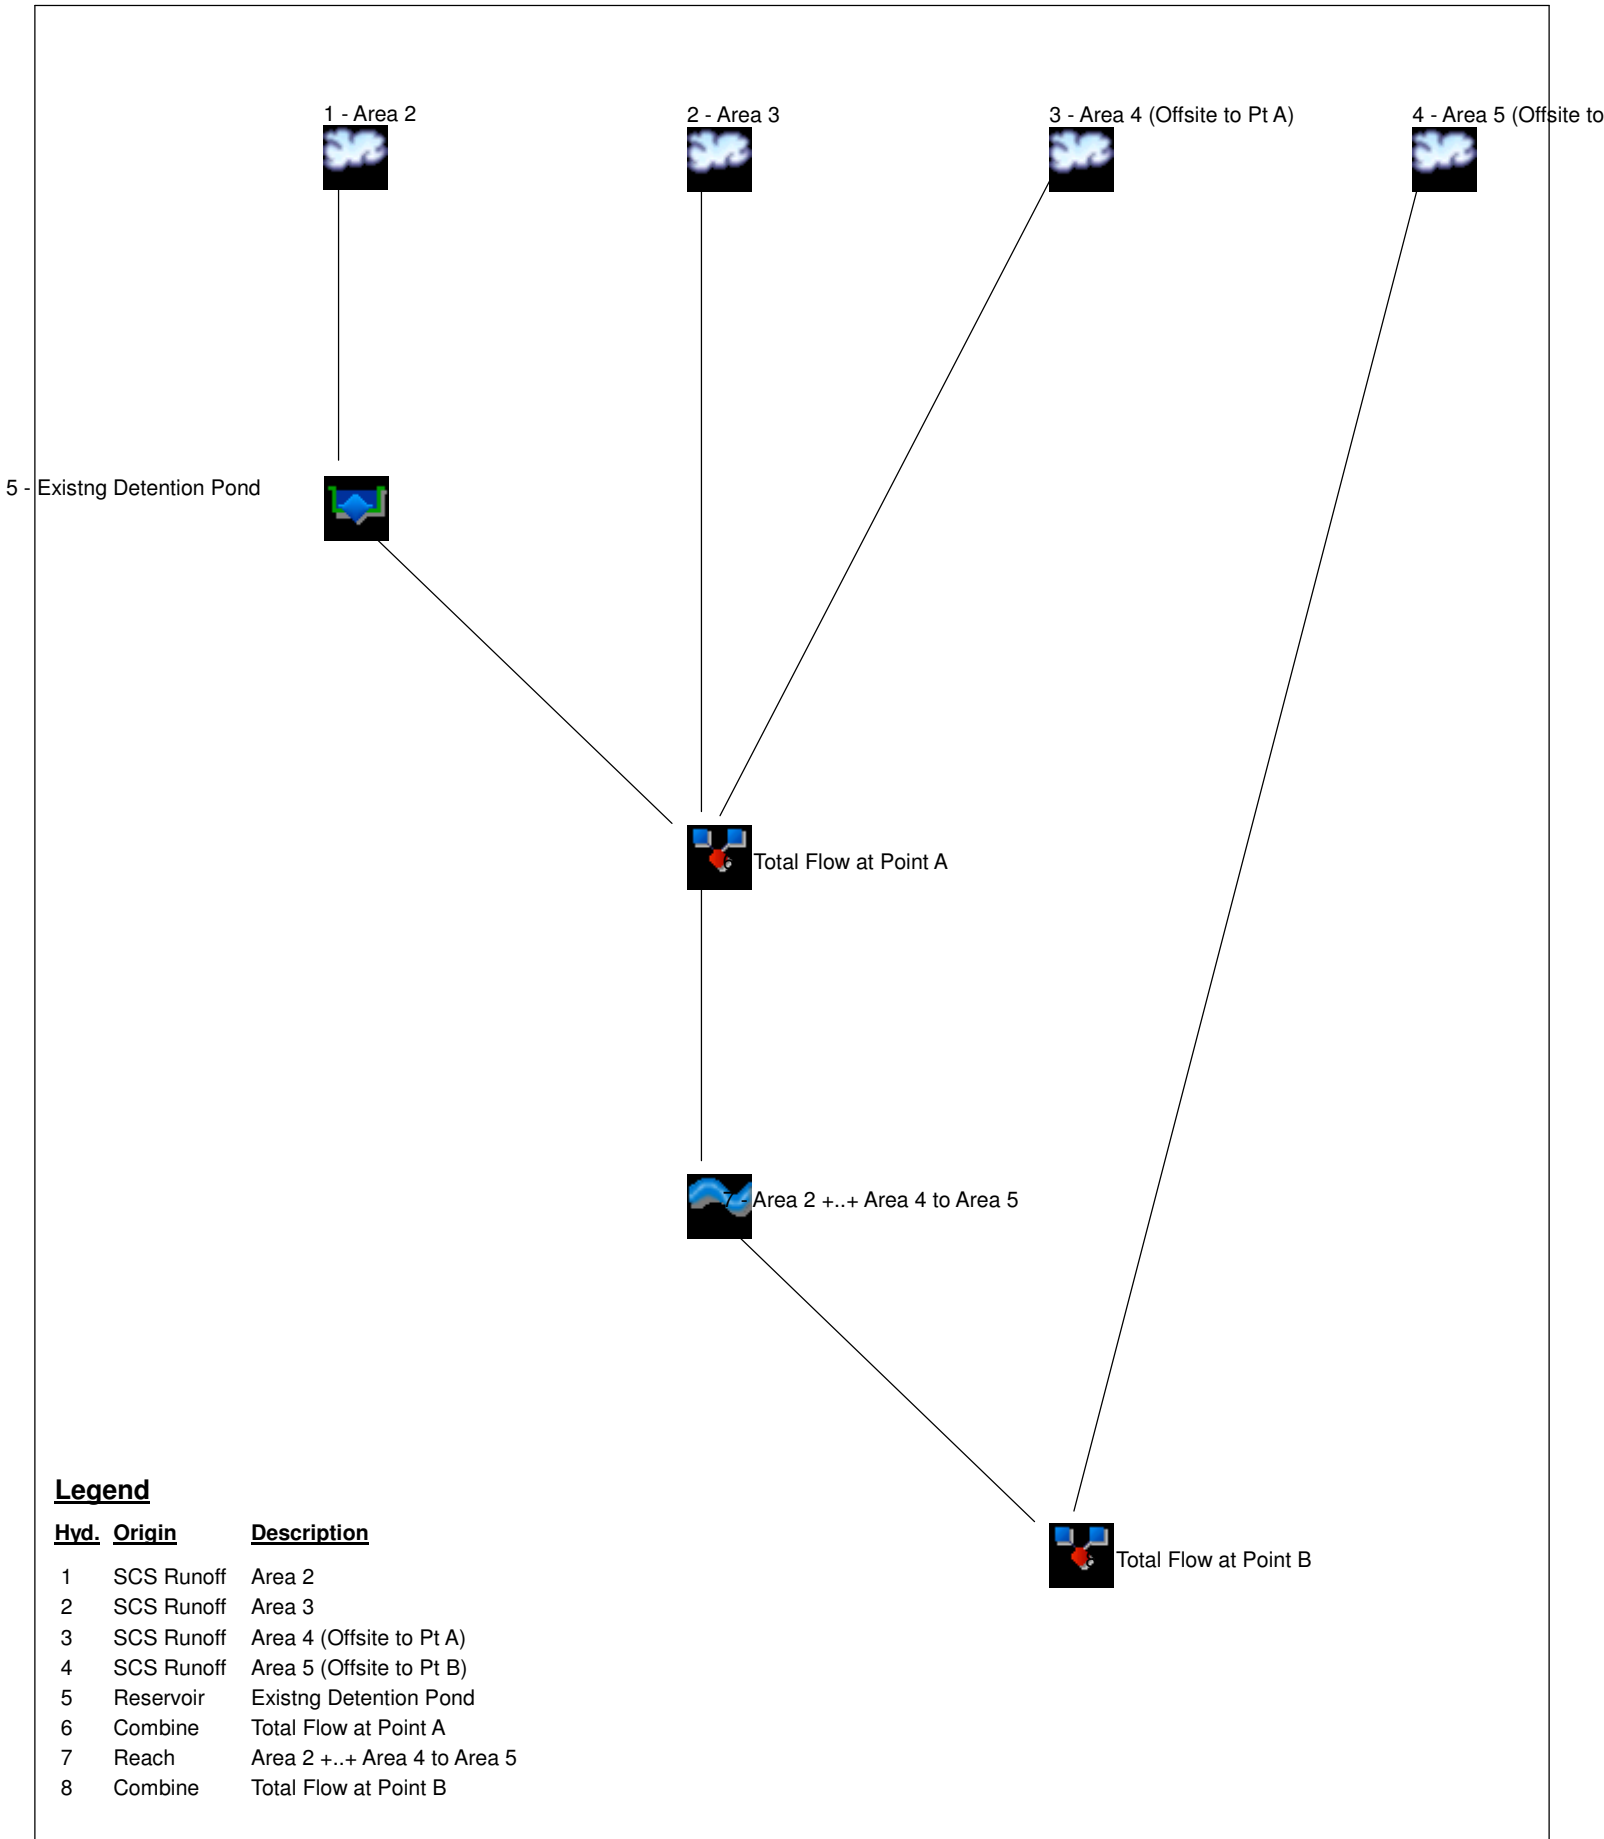 1 - Area 2
2 - Area 3
3 - Area 4 (Offsite to Pt A)
4 - Area 5 (Offsite to
5 - Existng Detention Pond
6 Total Flow at Point A
7 - Area 2 +..+ Area 4 to Area 5
Total Flow at Point B
Legend
Hyd. Origin Description
1 SCS Runoff Area 2
2 SCS Runoff Area 3
3 SCS Runoff Area 4 (Offsite to Pt A)
4 SCS Runoff Area 5 (Offsite to Pt B)
5 Reservoir Existng Detention Pond
6 Combine Total Flow at Point A
7 Reach Area 2 +..+ Area 4 to Area 5
8 Combine Total Flow at Point B